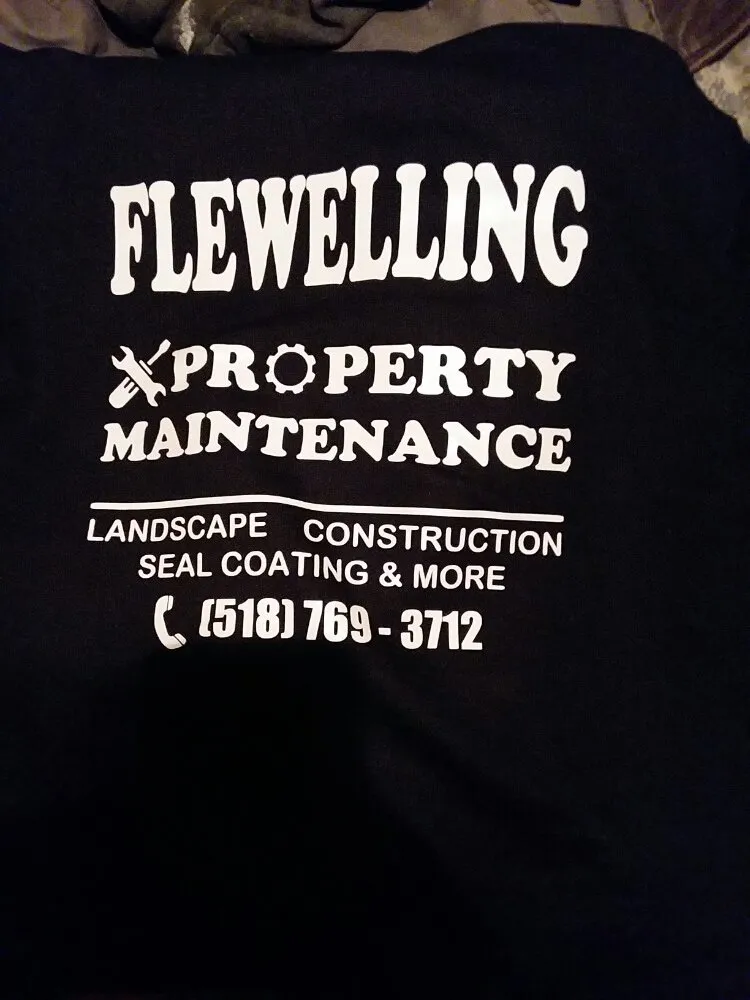 FLEWELLING
PROPERTY
MAINTENANCE
LANDSCAPE CONSTRUCTION
SEAL COATING & MORE
(518) 769 - 3712